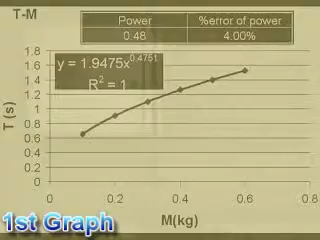 T-M
Power %error of power
0.48 4.00%
y = 1.9475x^0.4751
R² = 1
1.8
1.6
1.4
1.2
1
0.8
0.6
0.4
0.2
0
T (s)
0 0.2 0.4 0.6 0.8
M(kg)
1st Graph